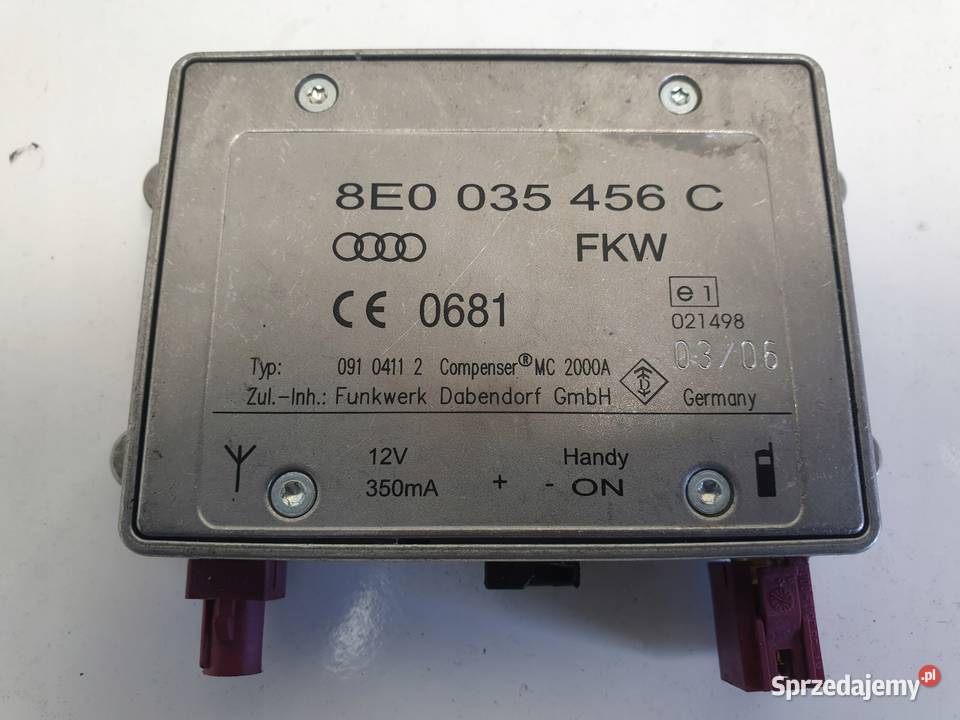 8E0 035 456 C
FKW
CE 0681
e1
021498
03/06
Typ: 091 0411 2 Compenser® MC 2000A
Zul.-Inh.: Funkwerk Dabendorf GmbH Germany
12V Handy
350mA + - ON
Sprzedajemy.pl